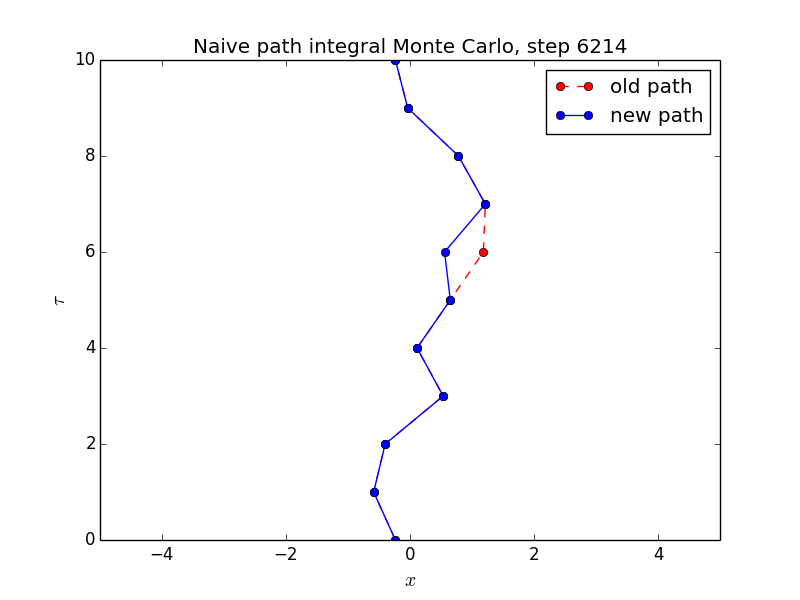 Naive path integral Monte Carlo, step 6214
old path
new path
10
8
6
4
2
0
τ
−4 −2 0 2 4
x